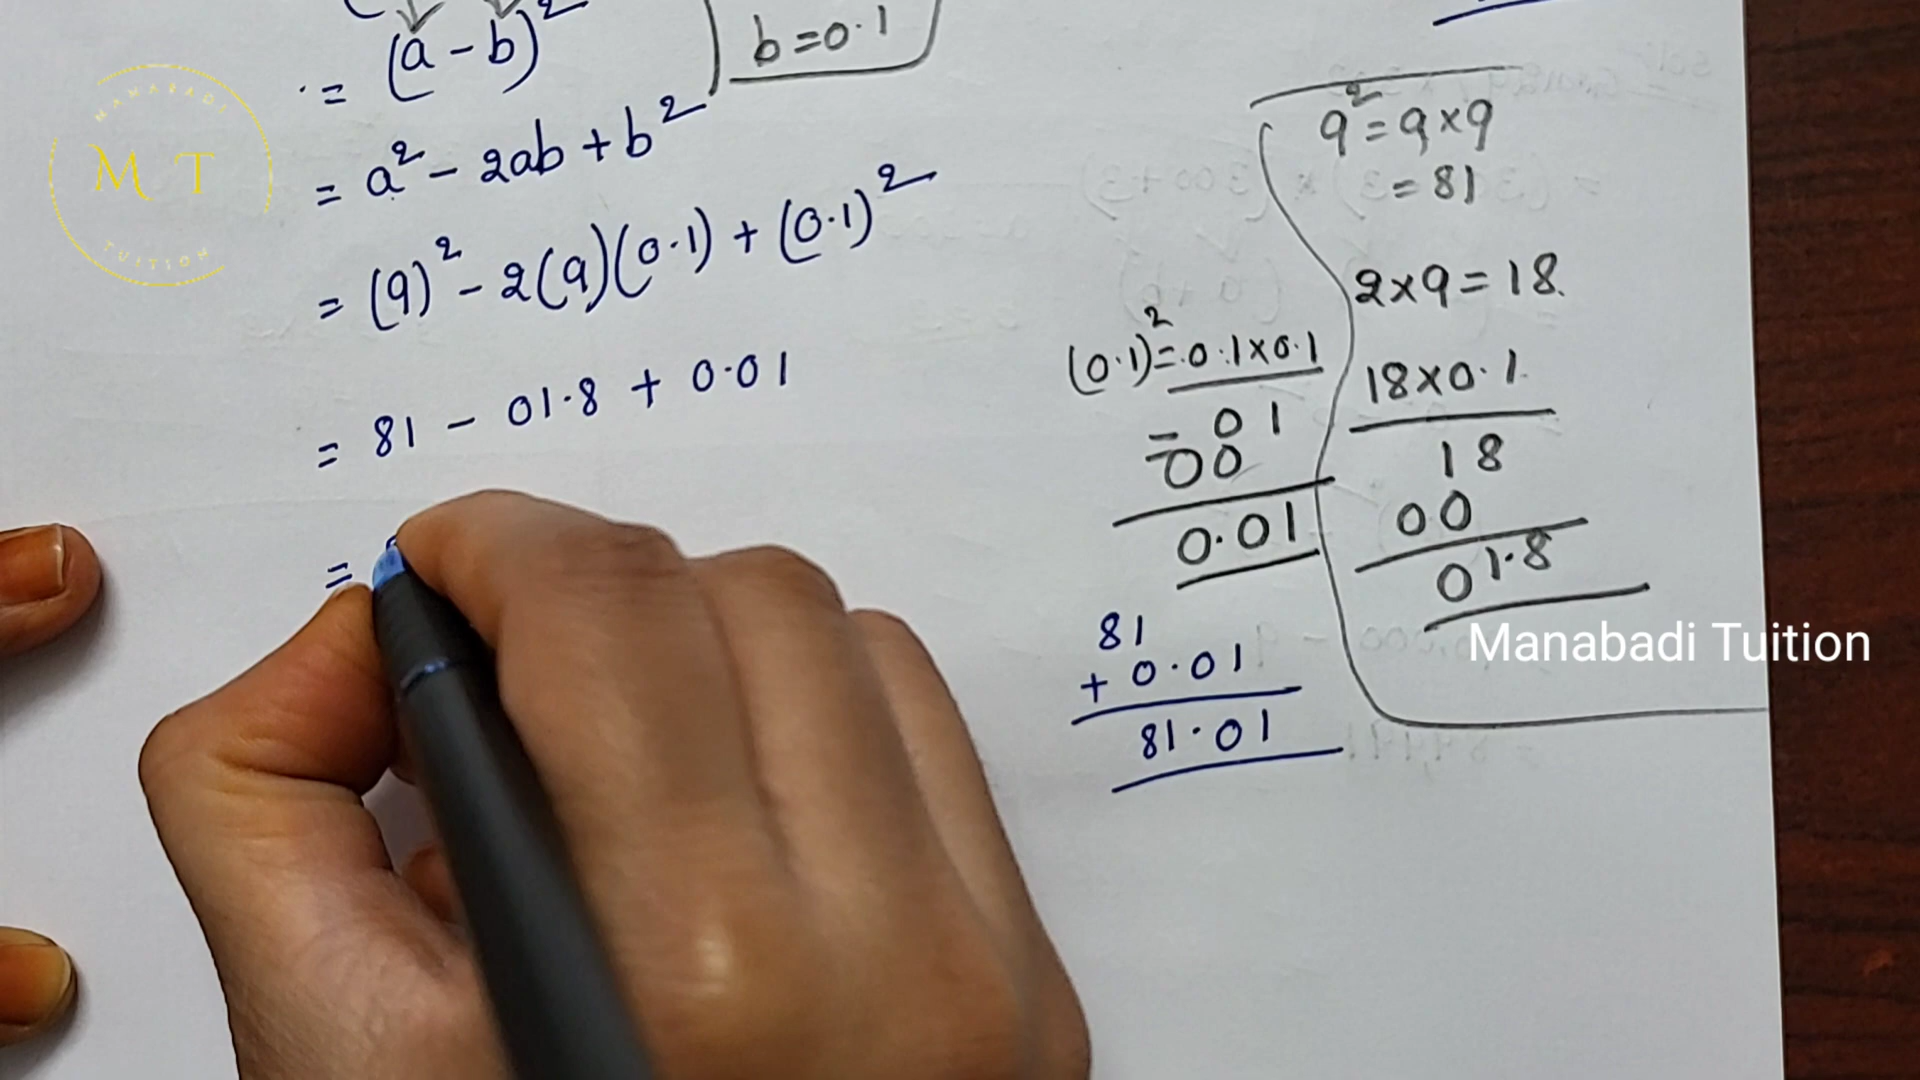 = (a - b)²
b = 0.1
= a² - 2ab + b²
= (9)² - 2(9)(0.1) + (0.1)²
= 81 - 01.8 + 0.01
=
(0.1)² = 0.1 × 0.1
= 01
00
0.01
81
+ 0.01
81.01
9² = 9 × 9
= 81
2 × 9 = 18
18 × 0.1
18
00
01.8
MANABADI
M T
TUITION
Manabadi Tuition